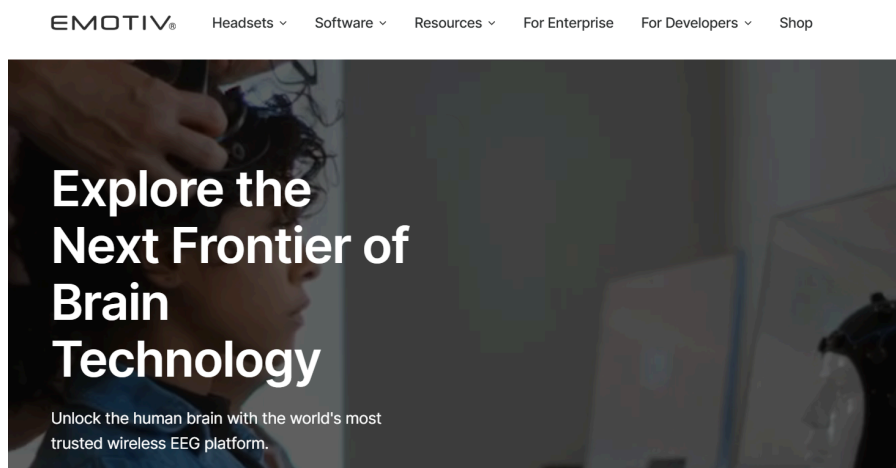 EMOTIV® Headsets Software Resources For Enterprise For Developers Shop
Explore the
Next Frontier of
Brain
Technology
Unlock the human brain with the world's most
trusted wireless EEG platform.